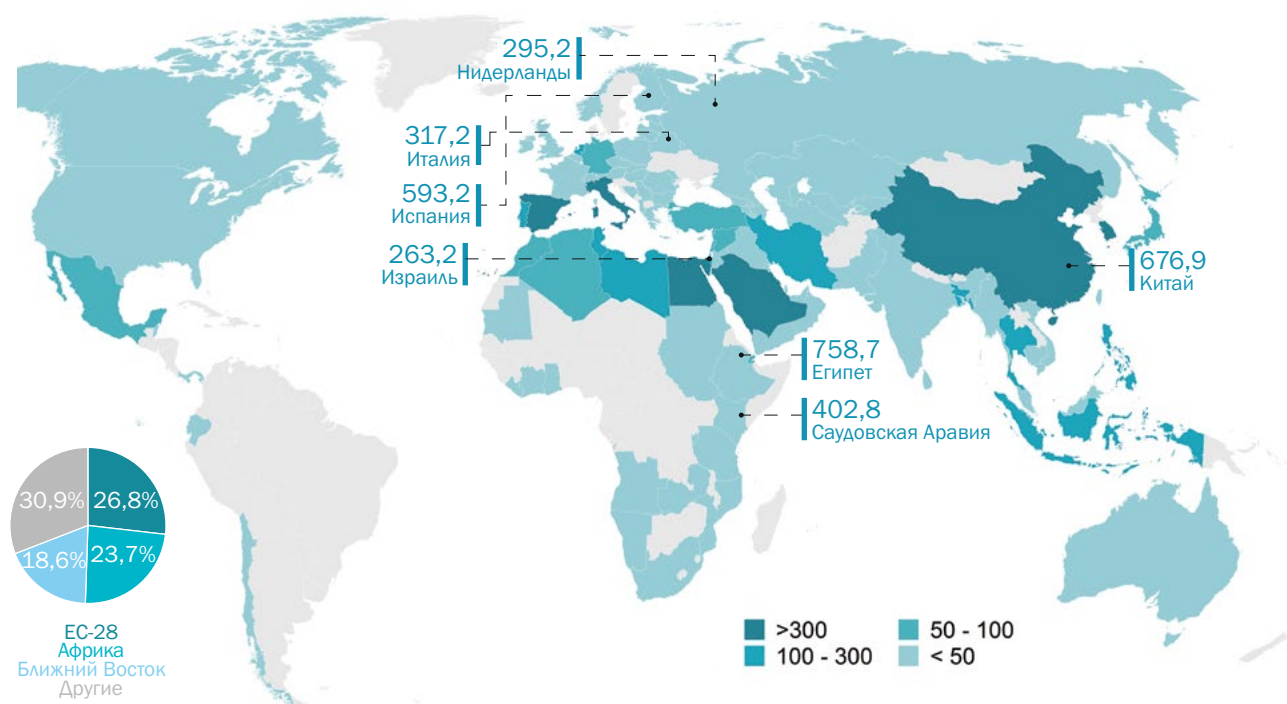 295,2
Нидерланды
317,2
Италия
593,2
Испания
263,2
Израиль
676,9
Китай
758,7
Египет
402,8
Саудовская Аравия
30,9%
26,8%
18,6%
23,7%
ЕС-28
Африка
Ближний Восток
Другие
>300
50 - 100
100 - 300
< 50